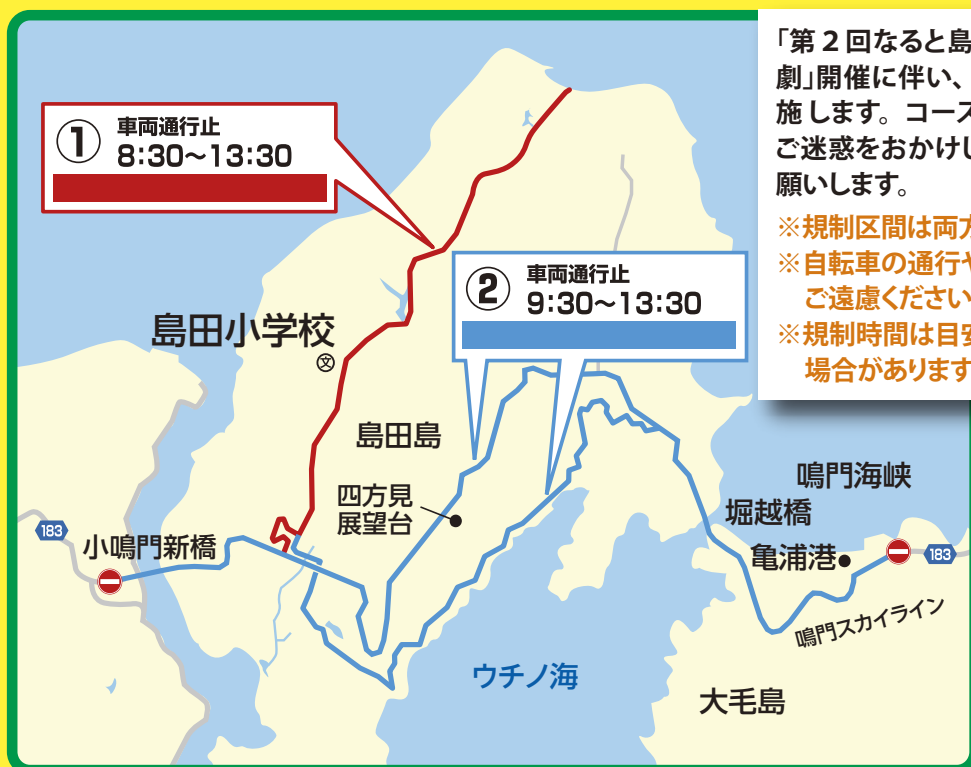 「第2回なると島
劇」開催に伴い、
施します。コース
ご迷惑をおかけし
願いします。
※規制区間は両方
※自転車の通行や
ご遠慮ください
※規制時間は目安
場合があります
① 車両通行止
8:30〜13:30
② 車両通行止
9:30〜13:30
島田小学校
文
島田島
四方見
展望台
鳴門海峡
堀越橋
亀浦港
183
鳴門スカイライン
183
小鳴門新橋
ウチノ海
大毛島